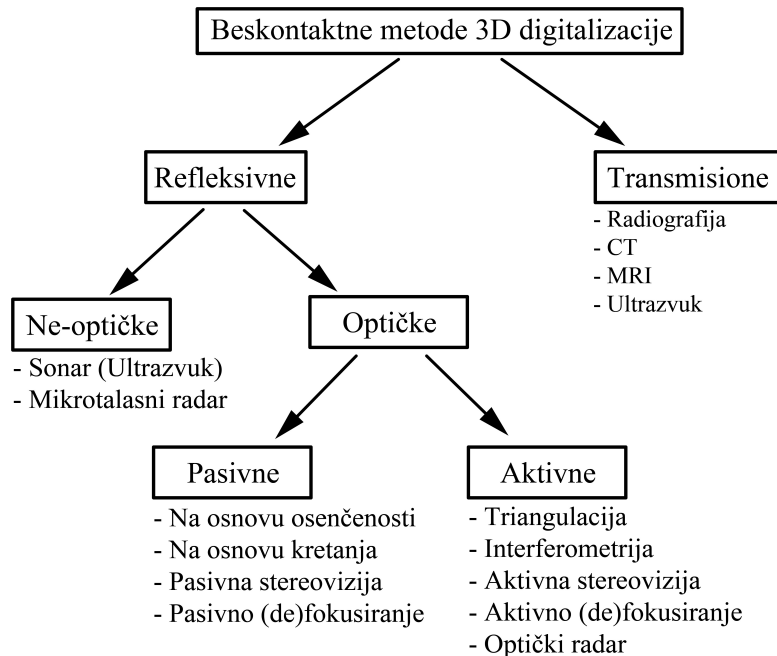 Beskontaktne metode 3D digitalizacije
Refleksivne
Transmisione
- Radiografija
- CT
- MRI
- Ultrazvuk
Ne-optičke
- Sonar (Ultrazvuk)
- Mikrotalasni radar
Optičke
Pasivne
- Na osnovu osenčenosti
- Na osnovu kretanja
- Pasivna stereovizija
- Pasivno (de)fokusiranje
Aktivne
- Triangulacija
- Interferometrija
- Aktivna stereovizija
- Aktivno (de)fokusiranje
- Optički radar